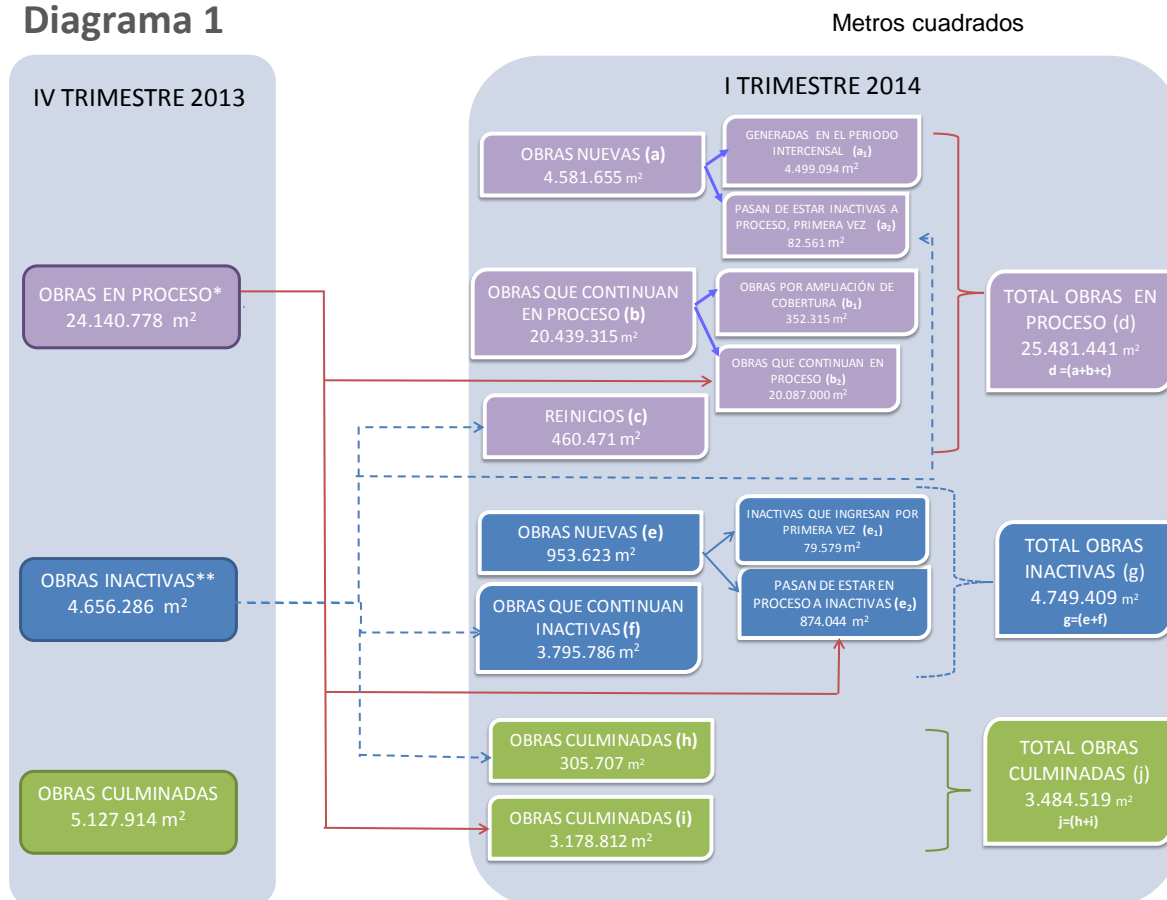 Diagrama 1
Metros cuadrados
IV TRIMESTRE 2013
OBRAS EN PROCESO*
24.140.778 m²
OBRAS INACTIVAS**
4.656.286 m²
OBRAS CULMINADAS
5.127.914 m²
I TRIMESTRE 2014
OBRAS NUEVAS (a)
4.581.655 m²
GENERADAS EN EL PERIODO
INTERCENSAL (a₁)
4.499.094 m²
PASAN DE ESTAR INACTIVAS A
PROCESO, PRIMERA VEZ (a₂)
82.561 m²
OBRAS QUE CONTINUAN
EN PROCESO (b)
20.439.315 m²
OBRAS POR AMPLIACIÓN DE
COBERTURA (b₁)
352.315 m²
OBRAS QUE CONTINUAN EN
PROCESO (b₂)
20.087.000 m²
REINICIOS (c)
460.471 m²
TOTAL OBRAS EN
PROCESO (d)
25.481.441 m²
d =(a+b+c)
OBRAS NUEVAS (e)
953.623 m²
INACTIVAS QUE INGRESAN POR
PRIMERA VEZ (e₁)
79.579 m²
PASAN DE ESTAR EN
PROCESO A INACTIVAS (e₂)
874.044 m²
OBRAS QUE CONTINUAN
INACTIVAS (f)
3.795.786 m²
TOTAL OBRAS
INACTIVAS (g)
4.749.409 m²
g=(e+f)
OBRAS CULMINADAS (h)
305.707 m²
OBRAS CULMINADAS (i)
3.178.812 m²
TOTAL OBRAS
CULMINADAS (j)
3.484.519 m²
j=(h+i)